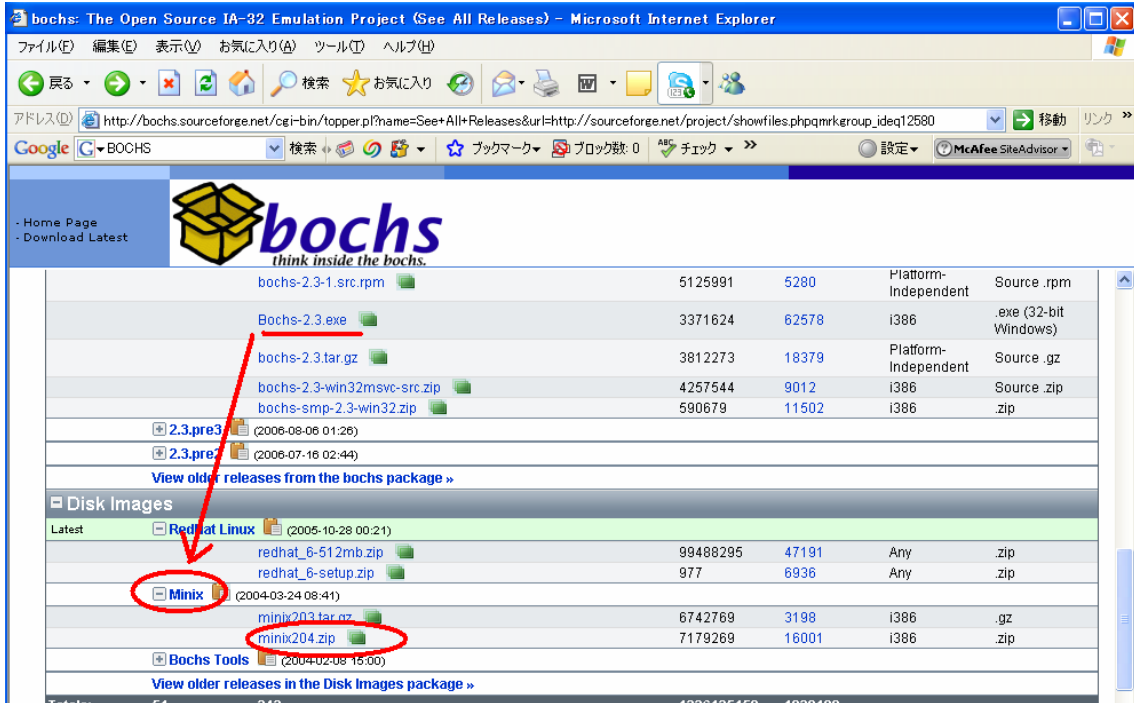 bochs: The Open Source IA-32 Emulation Project (See All Releases) - Microsoft Internet Explorer
ファイル(F) 編集(E) 表示(V) お気に入り(A) ツール(T) ヘルプ(H)
戻る 検索 お気に入り
アドレス(D) http://bochs.sourceforge.net/cgi-bin/topper.pl?name=See+All+Releases&url=http://sourceforge.net/project/showfiles.phpqmrkgroup_ideq12580 移動 リンク »
Google G BOCHS 検索 ブックマーク ブロック数: 0 ABC チェック » 設定 McAfee SiteAdvisor
- Home Page
- Download Latest
bochs
think inside the bochs.
bochs-2.3-1.src.rpm 5125991 5280 Platform-Independent Source .rpm
Bochs-2.3.exe 3371624 62578 i386 .exe (32-bit Windows)
bochs-2.3.tar.gz 3812273 18379 Platform-Independent Source .gz
bochs-2.3-win32msvc-src.zip 4257544 9012 i386 Source .zip
bochs-smp-2.3-win32.zip 590679 11502 i386 .zip
2.3.pre3 (2006-08-06 01:26)
2.3.pre2 (2006-07-16 02:44)
View older releases from the bochs package »
Disk Images
Latest RedHat Linux (2005-10-28 00:21)
redhat_6-512mb.zip 99488295 47191 Any .zip
redhat_6-setup.zip 977 6936 Any .zip
Minix (2004-03-24 08:41)
minix203.tar.gz 6742769 3198 i386 .gz
minix204.zip 7179269 16001 i386 .zip
Bochs Tools (2004-02-08 15:00)
View older releases in the Disk Images package »